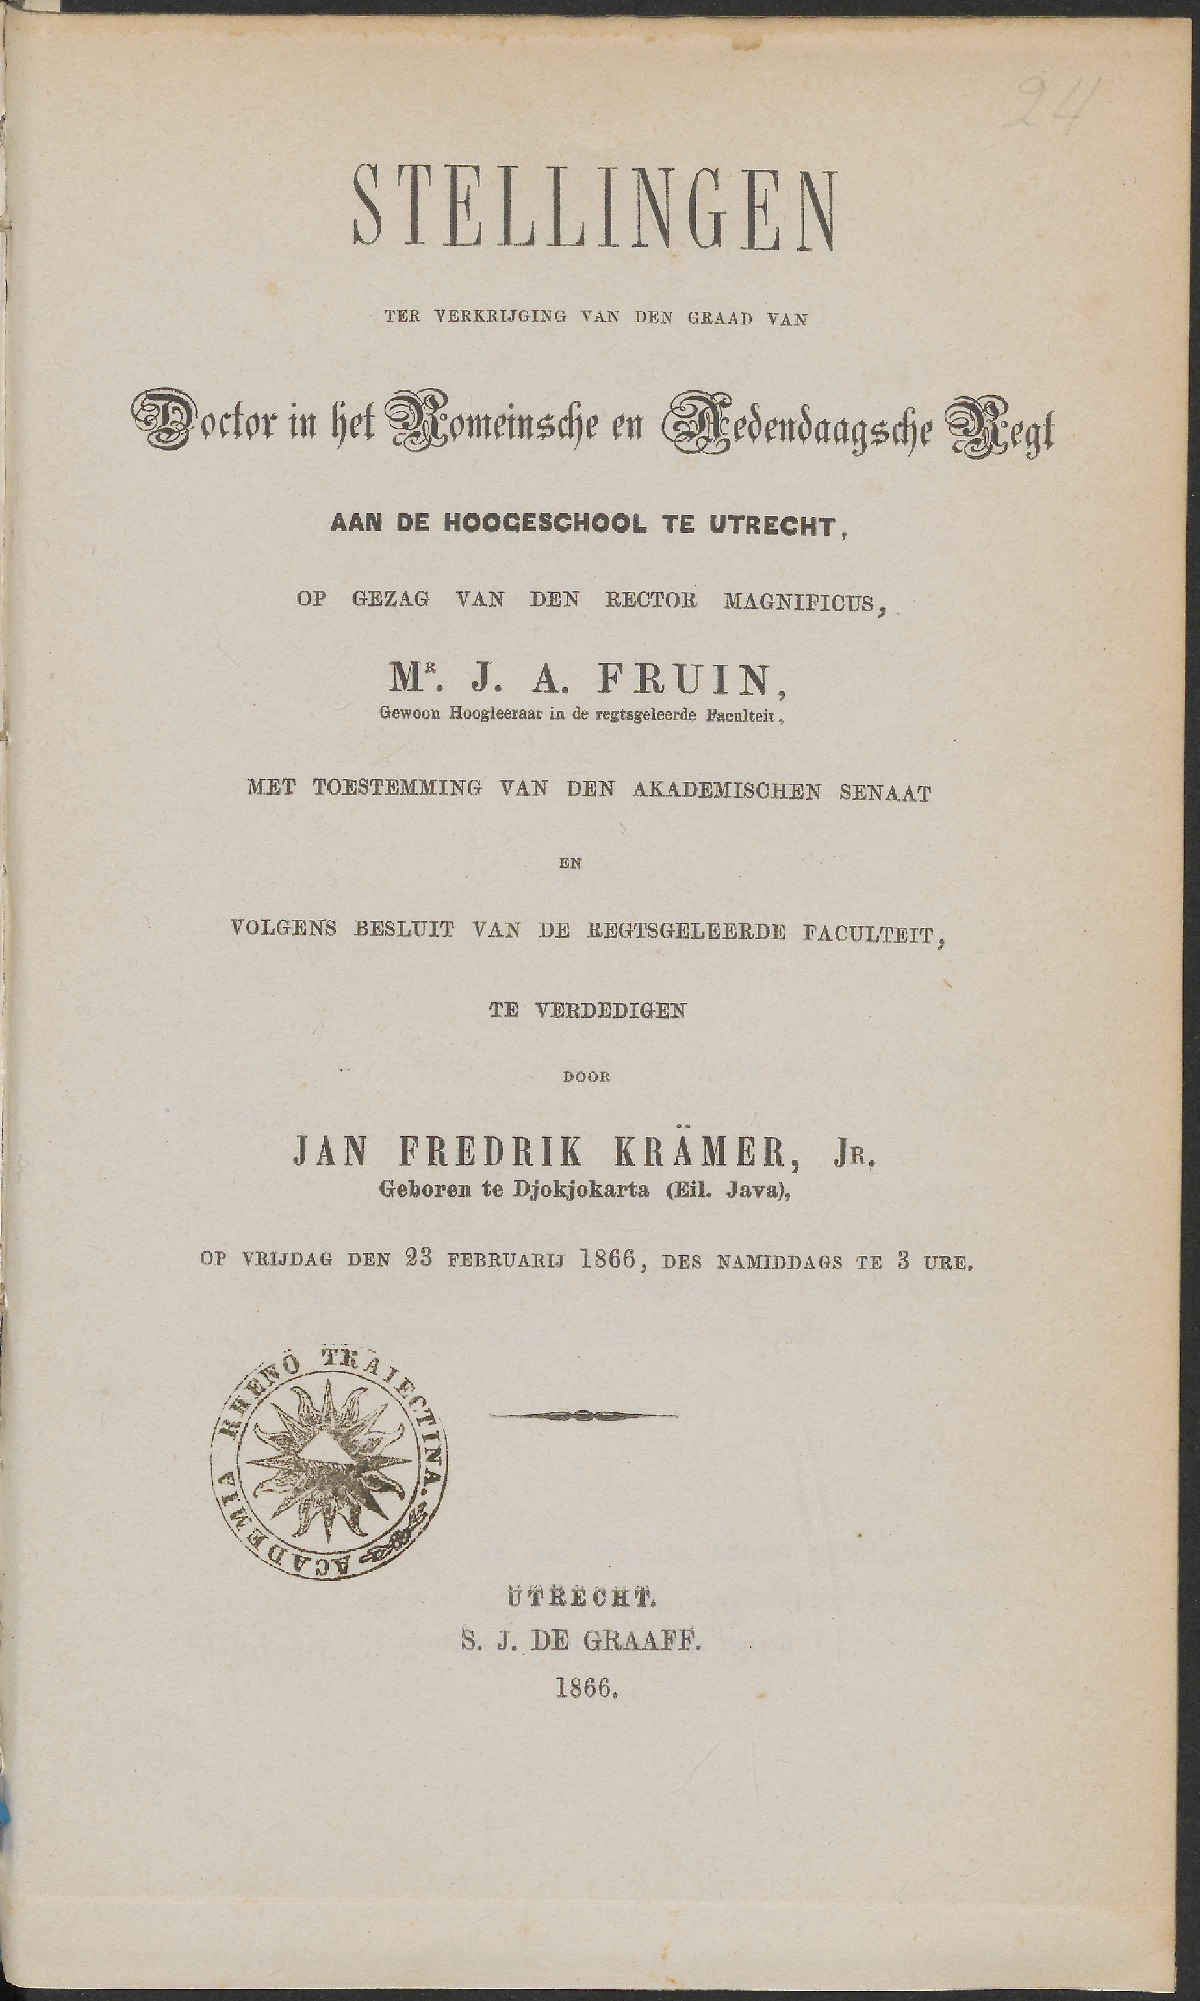 24
STELLINGEN
TER VERKRIJGING VAN DEN GRAAD VAN
Doctor in het Romeinsche en Hedendaagsche Regt
AAN DE HOOGESCHOOL TE UTRECHT,
OP GEZAG VAN DEN RECTOR MAGNIFICUS,
MR. J. A. FRUIN,
Gewoon Hoogleeraar in de regtsgeleerde Faculteit,
MET TOESTEMMING VAN DEN AKADEMISCHEN SENAAT
EN
VOLGENS BESLUIT VAN DE REGTSGELEERDE FACULTEIT,
TE VERDEDIGEN
DOOR
JAN FREDRIK KRÄMER, JR.
Geboren te Djokjokarta (Eil. Java),
OP VRIJDAG DEN 23 FEBRUARIJ 1866, DES NAMIDDAGS TE 3 URE.
ACADEMIA RHENO TRAIECTINA.
UTRECHT.
S. J. DE GRAAFF.
1866.